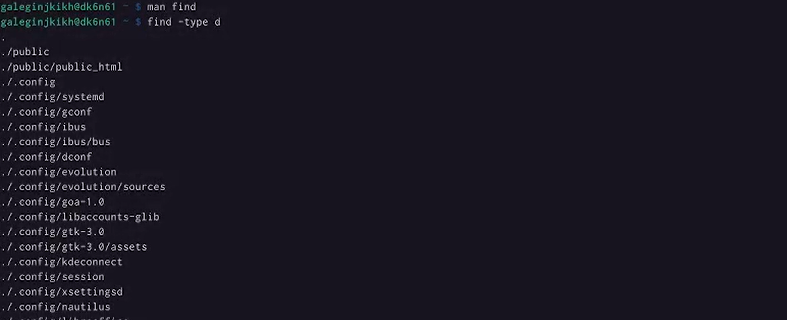 galeginjkikh@dk6n61 ~ $ man find
galeginjkikh@dk6n61 ~ $ find -type d
.
./public
./public/public_html
./.config
./.config/systemd
./.config/gconf
./.config/ibus
./.config/ibus/bus
./.config/dconf
./.config/evolution
./.config/evolution/sources
./.config/goa-1.0
./.config/libaccounts-glib
./.config/gtk-3.0
./.config/gtk-3.0/assets
./.config/kdeconnect
./.config/session
./.config/xsettingsd
./.config/nautilus